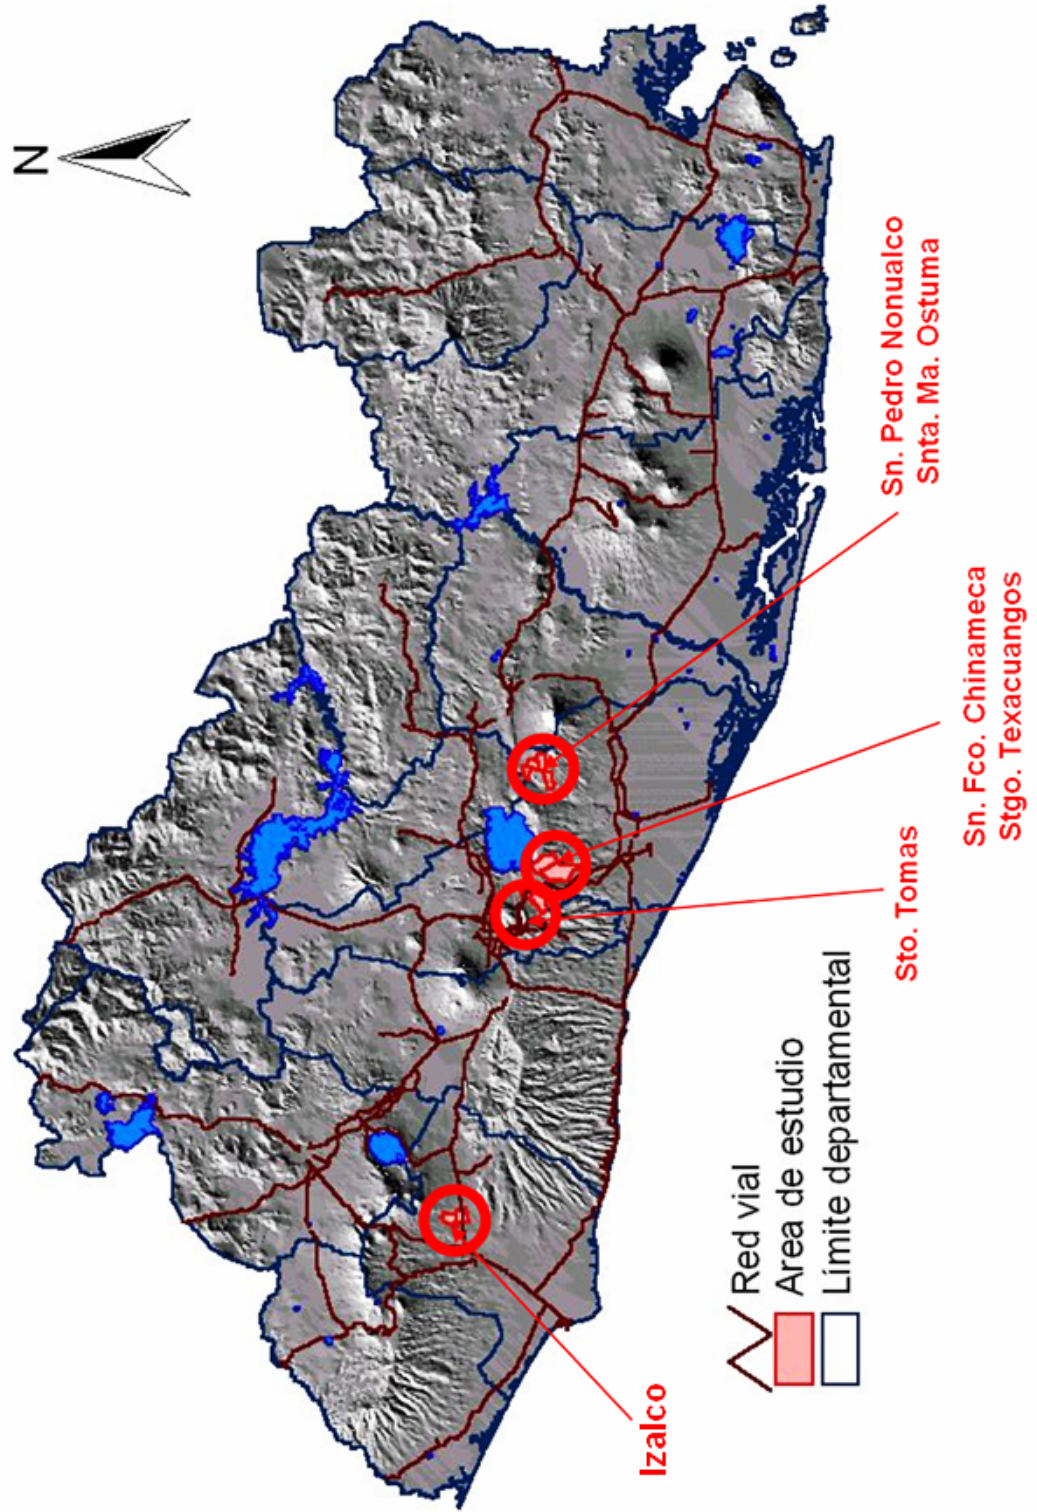 N
Sn. Pedro Nonualco
Snta. Ma. Ostuma
Sn. Fco. Chinameca
Stgo. Texacuangos
Sto. Tomas
Izalco
Red vial
Area de estudio
Límite departamental